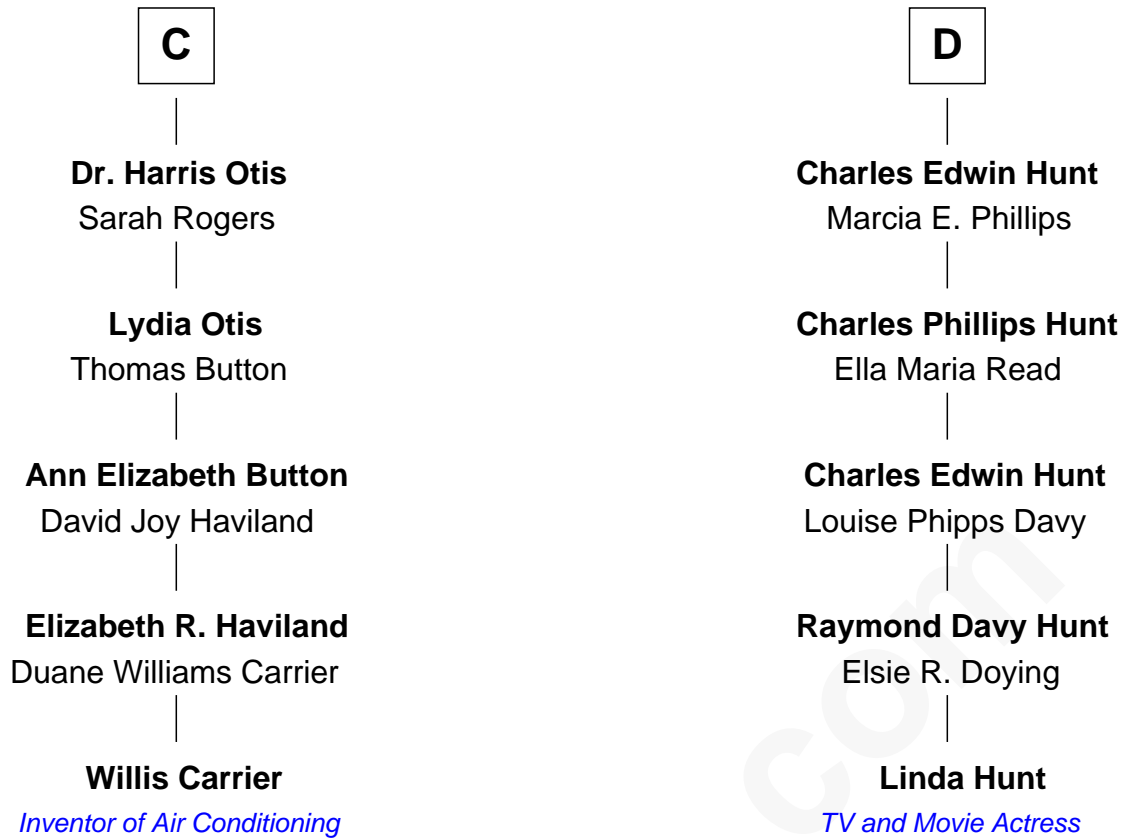 C
Dr. Harris Otis
Sarah Rogers
Lydia Otis
Thomas Button
Ann Elizabeth Button
David Joy Haviland
Elizabeth R. Haviland
Duane Williams Carrier
Willis Carrier
Inventor of Air Conditioning
D
Charles Edwin Hunt
Marcia E. Phillips
Charles Phillips Hunt
Ella Maria Read
Charles Edwin Hunt
Louise Phipps Davy
Raymond Davy Hunt
Elsie R. Doying
Linda Hunt
TV and Movie Actress
com